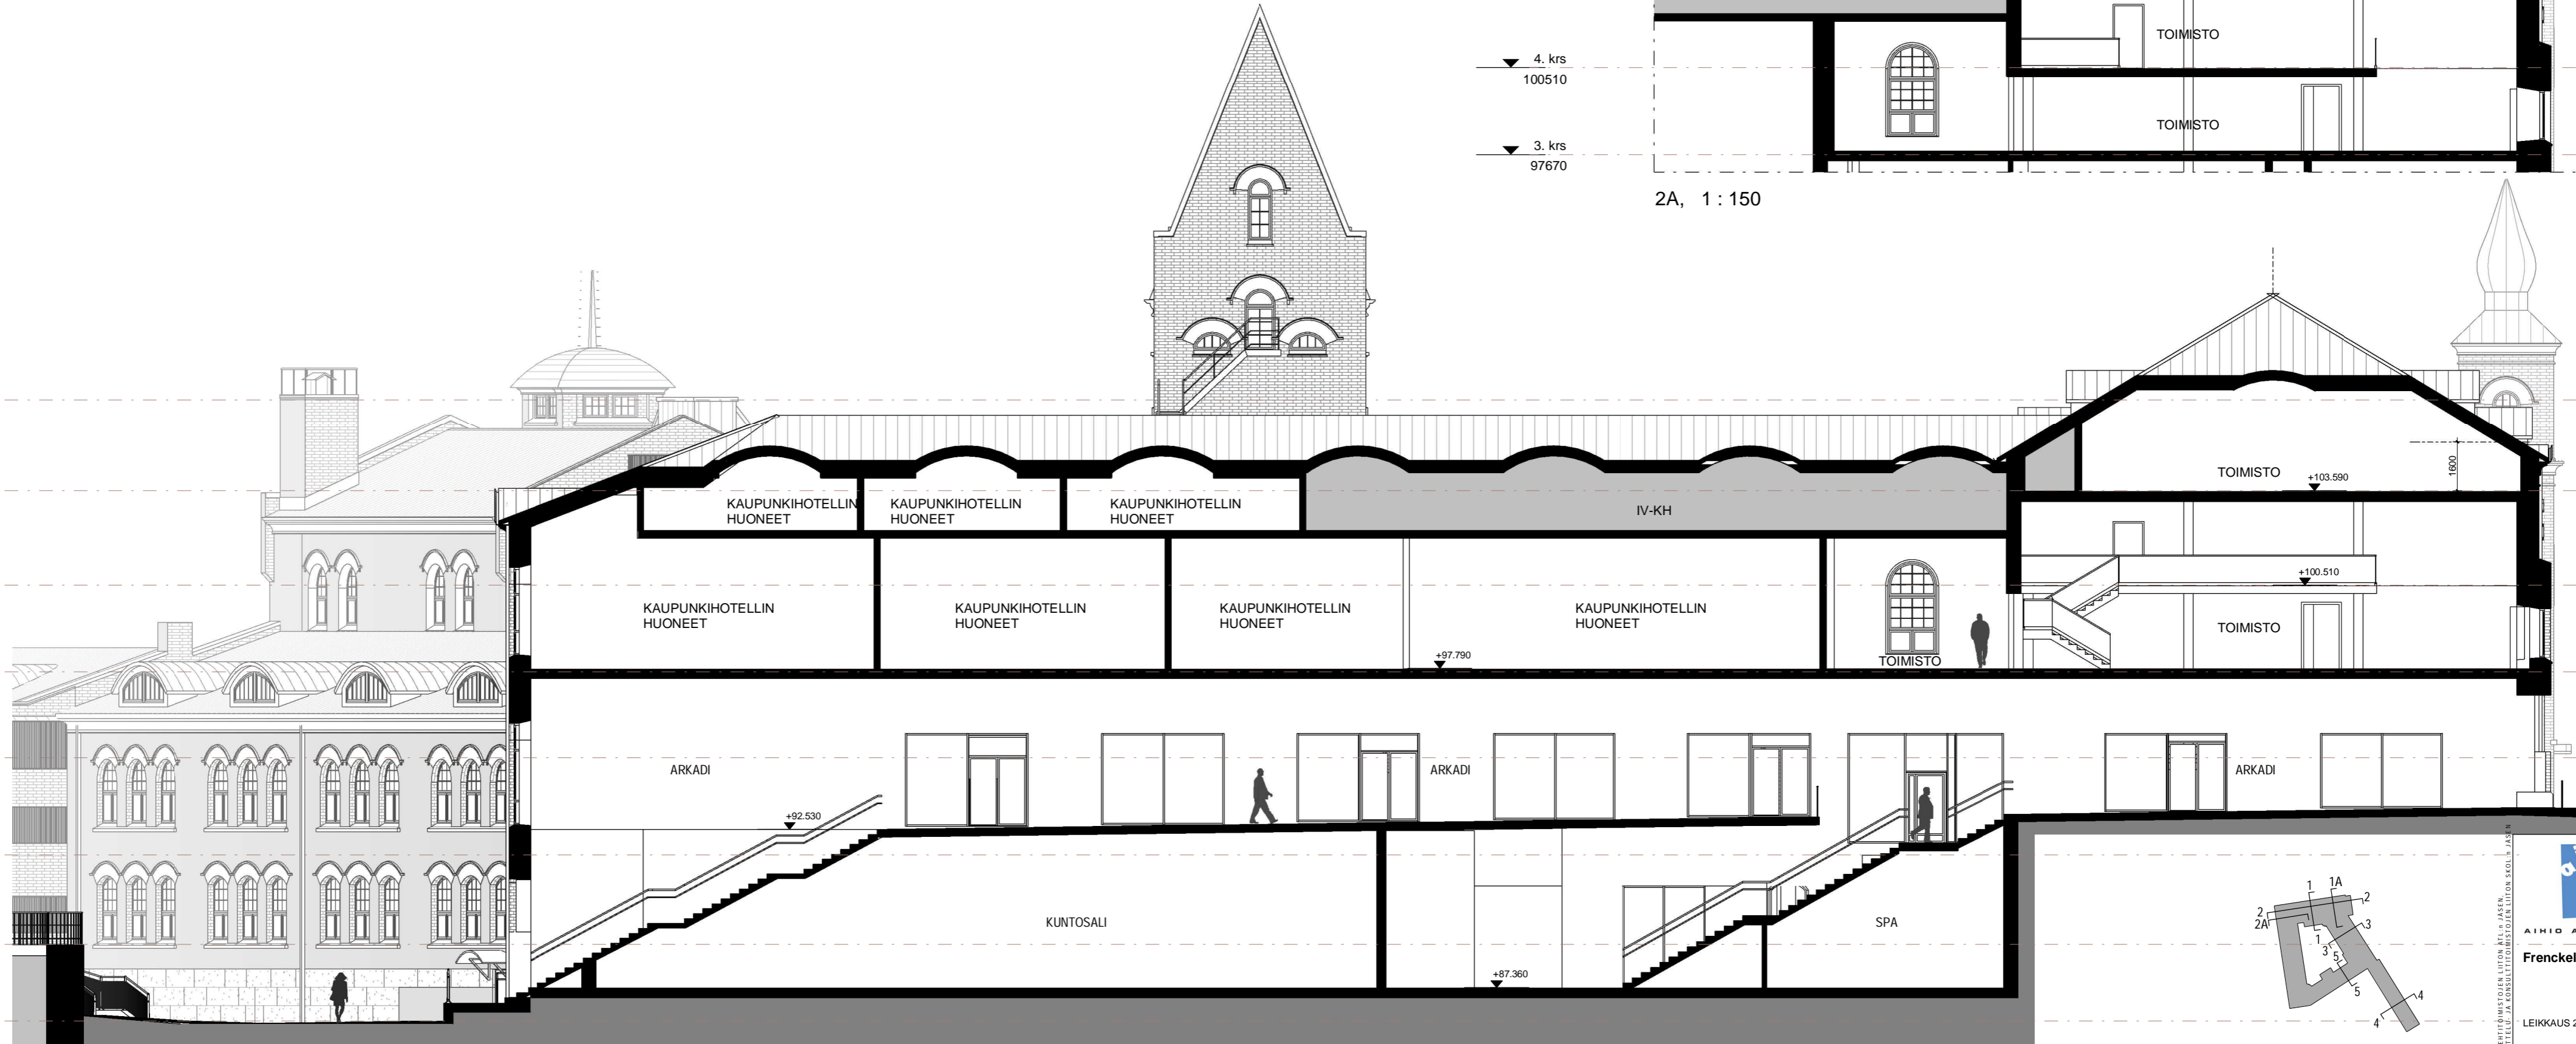 TOIMISTO
4. krs
100510
TOIMISTO
3. krs
97670
2A, 1 : 150
TOIMISTO
+103.590
1600
KAUPUNKIHOTELLIN
HUONEET
KAUPUNKIHOTELLIN
HUONEET
KAUPUNKIHOTELLIN
HUONEET
IV-KH
+100.510
KAUPUNKIHOTELLIN
HUONEET
KAUPUNKIHOTELLIN
HUONEET
KAUPUNKIHOTELLIN
HUONEET
KAUPUNKIHOTELLIN
HUONEET
TOIMISTO
+97.790
TOIMISTO
ARKADI
ARKADI
ARKADI
+92.530
KUNTOSALI
SPA
+87.360
1
1A
2
2
2A
3
1
3
5
5
4
4
AIHIO A
Frenckel
LEIKKAUS 2